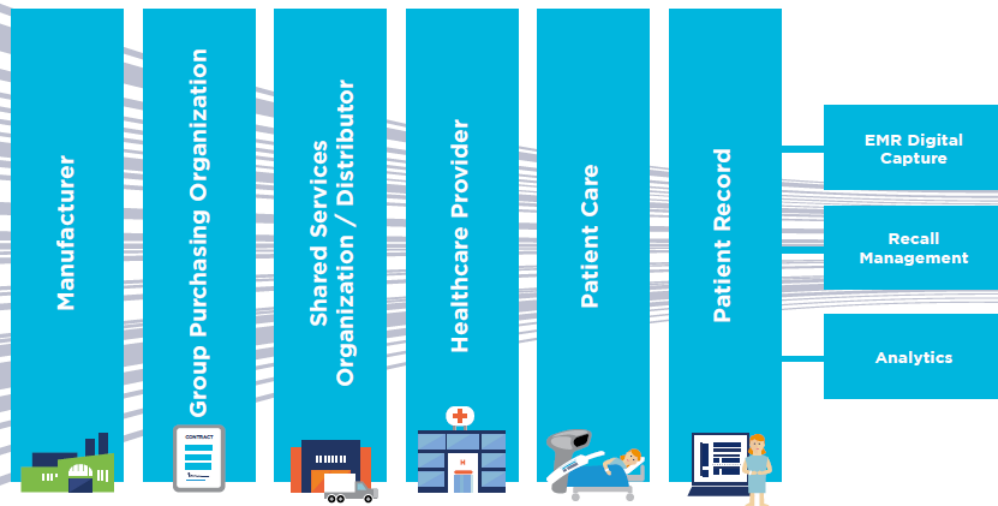 Manufacturer
Group Purchasing Organization
Shared Services
Organization / Distributor
Healthcare Provider
Patient Care
Patient Record
EMR Digital
Capture
Recall
Management
Analytics
CONTRACT
H